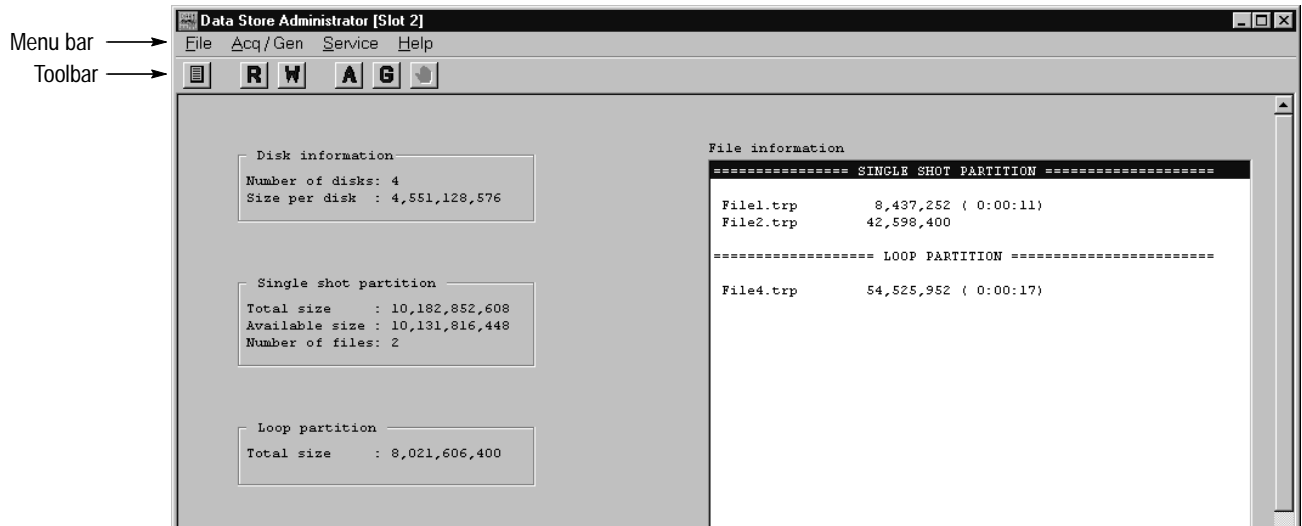 Data Store Administrator [Slot 2]
Menu bar
File Acq/Gen Service Help
Toolbar
R W A G
Disk information
Number of disks: 4
Size per disk : 4,551,128,576
Single shot partition
Total size : 10,182,852,608
Available size : 10,131,816,448
Number of files: 2
Loop partition
Total size : 8,021,606,400
File information
================ SINGLE SHOT PARTITION ====================
File1.trp 8,437,252 ( 0:00:11)
File2.trp 42,598,400
=================== LOOP PARTITION ========================
File4.trp 54,525,952 ( 0:00:17)